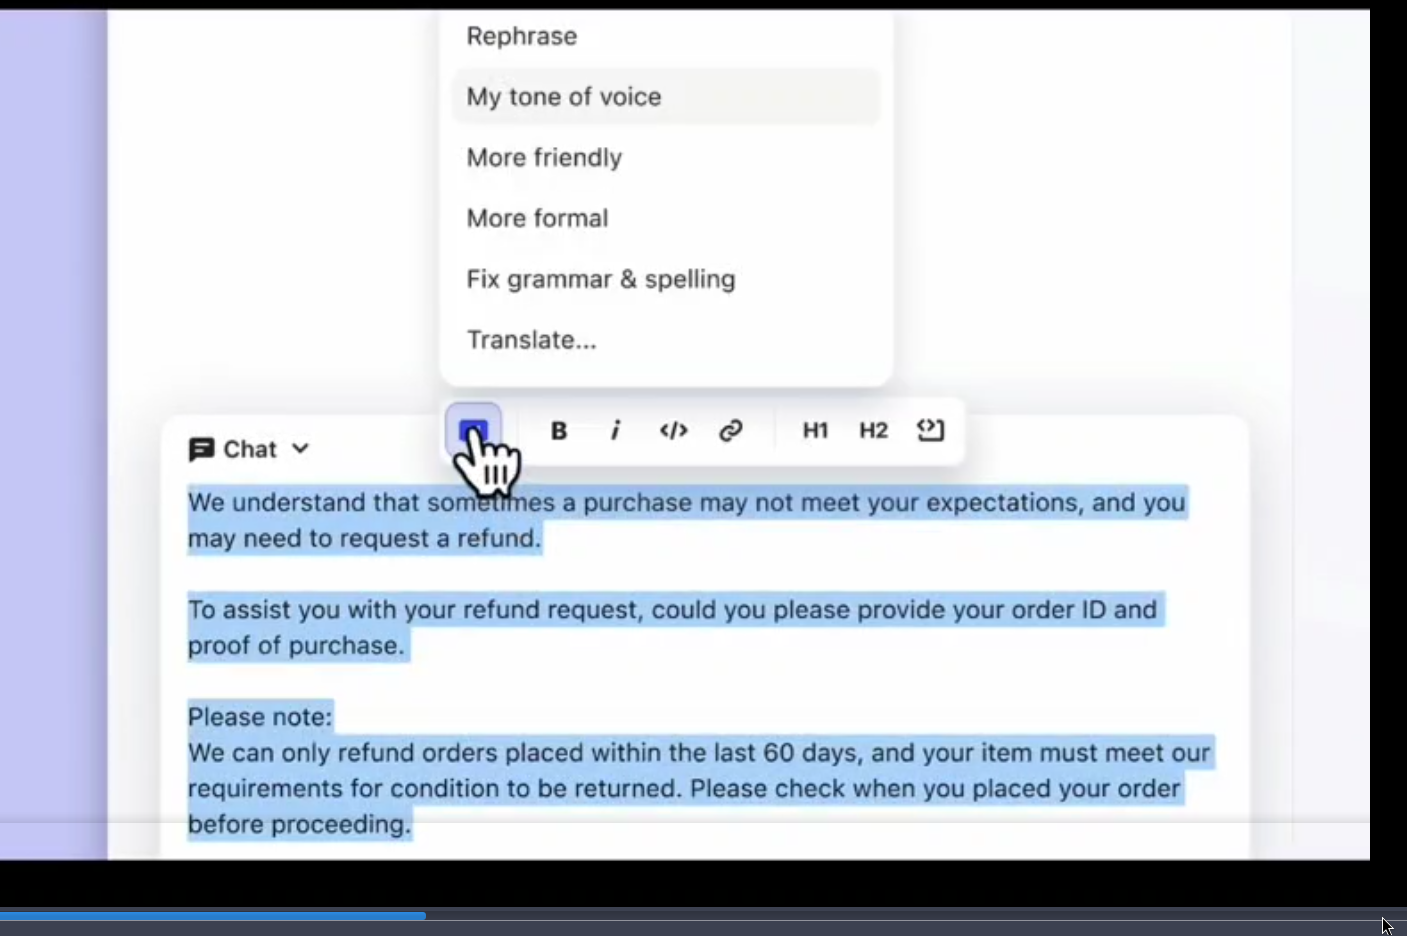 Rephrase
My tone of voice
More friendly
More formal
Fix grammar & spelling
Translate...
B i </> H1 H2
Chat
We understand that sometimes a purchase may not meet your expectations, and you
may need to request a refund.
To assist you with your refund request, could you please provide your order ID and
proof of purchase.
Please note:
We can only refund orders placed within the last 60 days, and your item must meet our
requirements for condition to be returned. Please check when you placed your order
before proceeding.